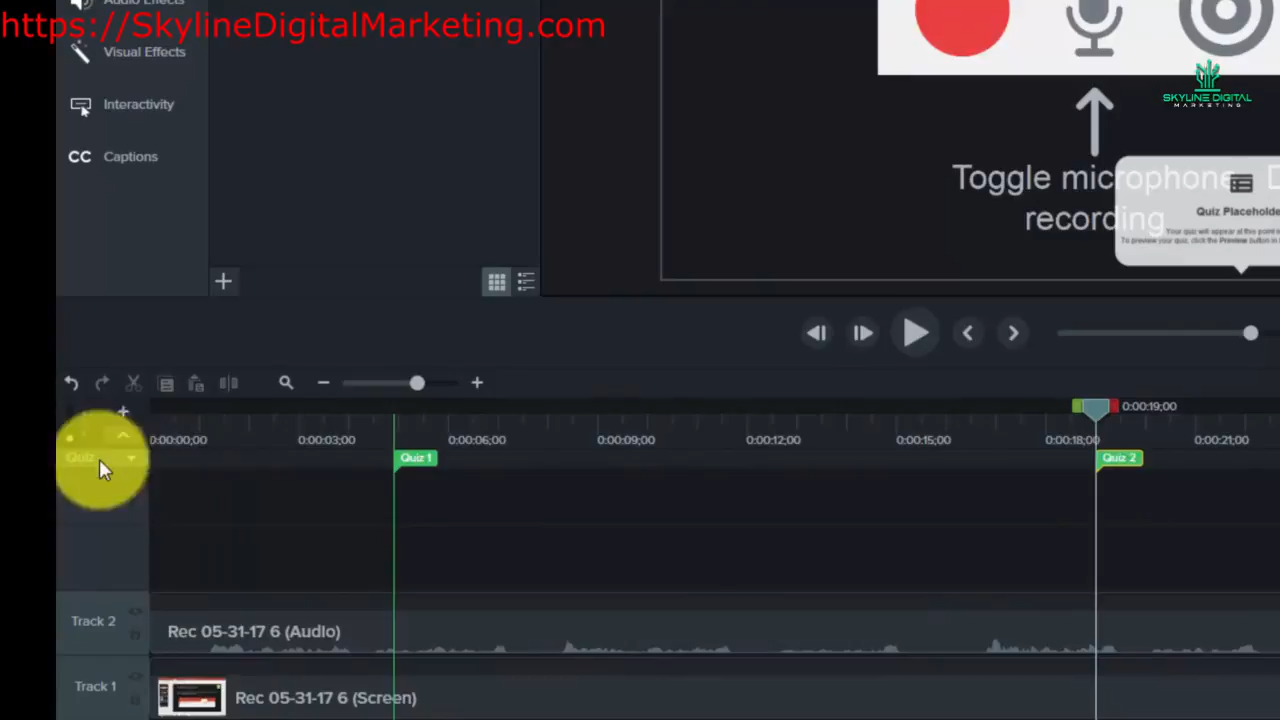 Audio Effects
https://SkylineDigitalMarketing.com
Visual Effects
SKYLINE DIGITAL
MARKETING
Interactivity
CC Captions
Toggle microphone D
recording
Quiz Placeholde
Your quiz will appear at this point in
To preview your quiz, click the Preview button in
0:00:19;00
0:00:00;00 0:00:03;00 0:00:06;00 0:00:09;00 0:00:12;00 0:00:15;00 0:00:18;00 0:00:21;00
Quiz Quiz 1 Quiz 2
Track 2 Rec 05-31-17 6 (Audio)
Track 1 Rec 05-31-17 6 (Screen)